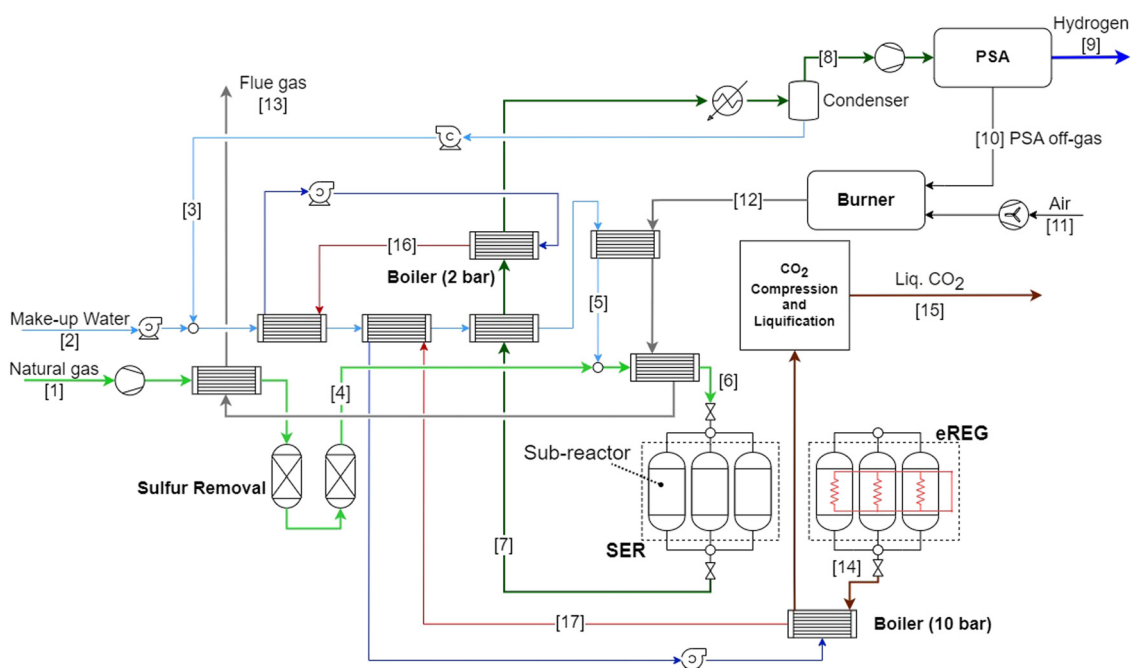 Hydrogen
[9]
[8]
PSA
Flue gas
[13]
Condenser
[10] PSA off-gas
[3]
[12]
Burner
Air
[11]
[16]
Boiler (2 bar)
[5]
CO₂
Compression
and
Liquification
Liq. CO₂
[15]
Make-up Water
[2]
Natural gas
[1]
[4]
[6]
eREG
Sub-reactor
Sulfur Removal
[7]
SER
[14]
[17]
Boiler (10 bar)